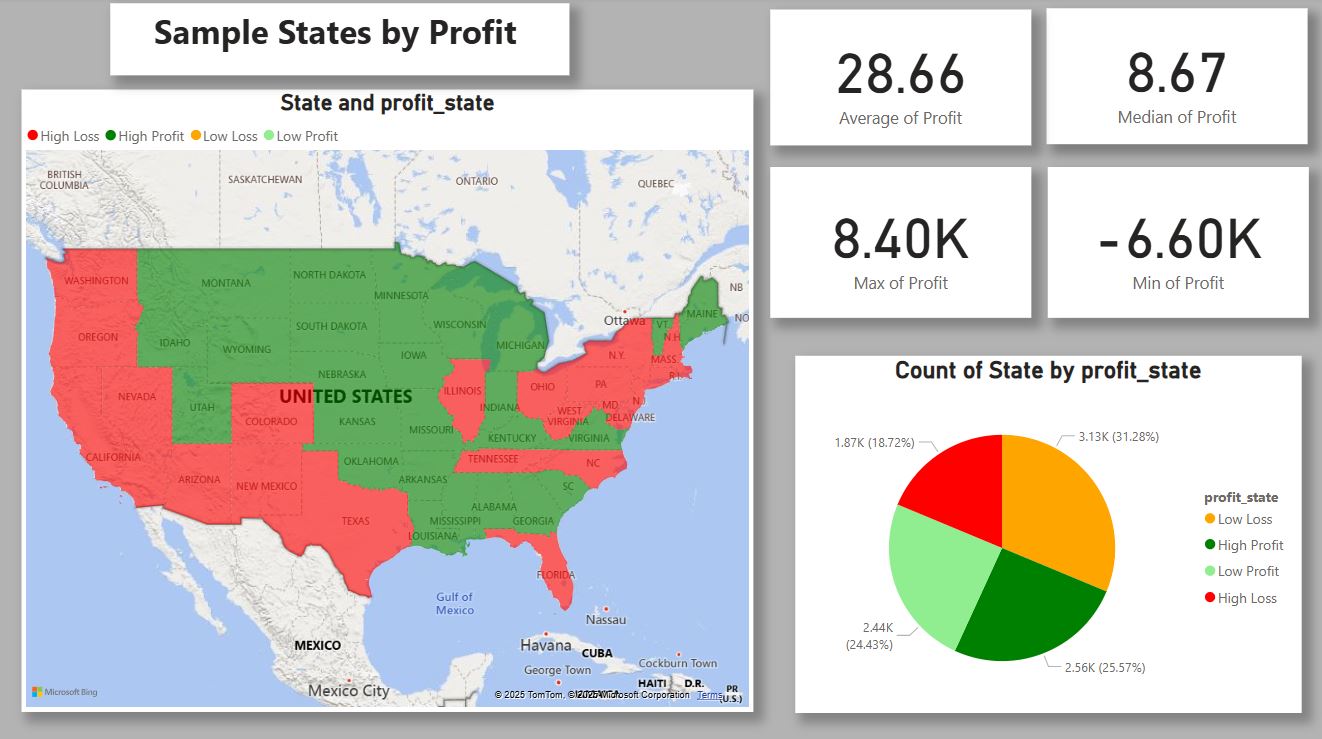 Sample States by Profit
State and profit_state
High Loss High Profit Low Loss Low Profit
BRITISH
COLUMBIA
SASKATCHEWAN
ONTARIO
QUEBEC
NB
NO
WASHINGTON
MONTANA
NORTH DAKOTA
MINNESOTA
MAINE
Ottawa
VT.
N.H.
OREGON
IDAHO
SOUTH DAKOTA
WISCONSIN
MICHIGAN
WYOMING
IOWA
N.Y.
MASS.
R.I.
NEBRASKA
NEVADA
UTAH
UNITED STATES
ILLINOIS
INDIANA
OHIO
PA
N.J.
MD
DELAWARE
COLORADO
KANSAS
MISSOURI
WEST
VIRGINIA
KENTUCKY
VIRGINIA
CALIFORNIA
ARIZONA
NEW MEXICO
OKLAHOMA
ARKANSAS
TENNESSEE
NC
SC
TEXAS
ALABAMA
MISSISSIPPI
GEORGIA
LOUISIANA
FLORIDA
Gulf of
Mexico
Nassau
MEXICO
Havana
CUBA
George Town
Cockburn Town
HAITI
D.R.
PR
(U.S.)
Mexico City
Microsoft Bing
© 2025 TomTom, © 2025 Microsoft Corporation Terms
28.66
Average of Profit
8.67
Median of Profit
8.40K
Max of Profit
-6.60K
Min of Profit
Count of State by profit_state
1.87K (18.72%)
3.13K (31.28%)
2.44K
(24.43%)
2.56K (25.57%)
profit_state
Low Loss
High Profit
Low Profit
High Loss